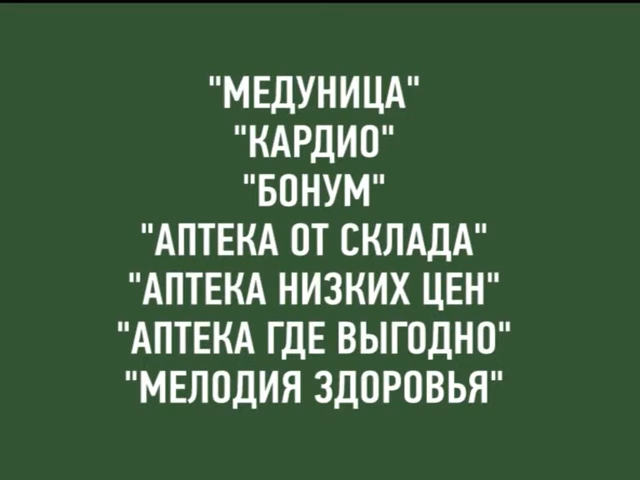 "МЕДУНИЦА"
"КАРДИО"
"БОНУМ"
"АПТЕКА ОТ СКЛАДА"
"АПТЕКА НИЗКИХ ЦЕН"
"АПТЕКА ГДЕ ВЫГОДНО"
"МЕЛОДИЯ ЗДОРОВЬЯ"